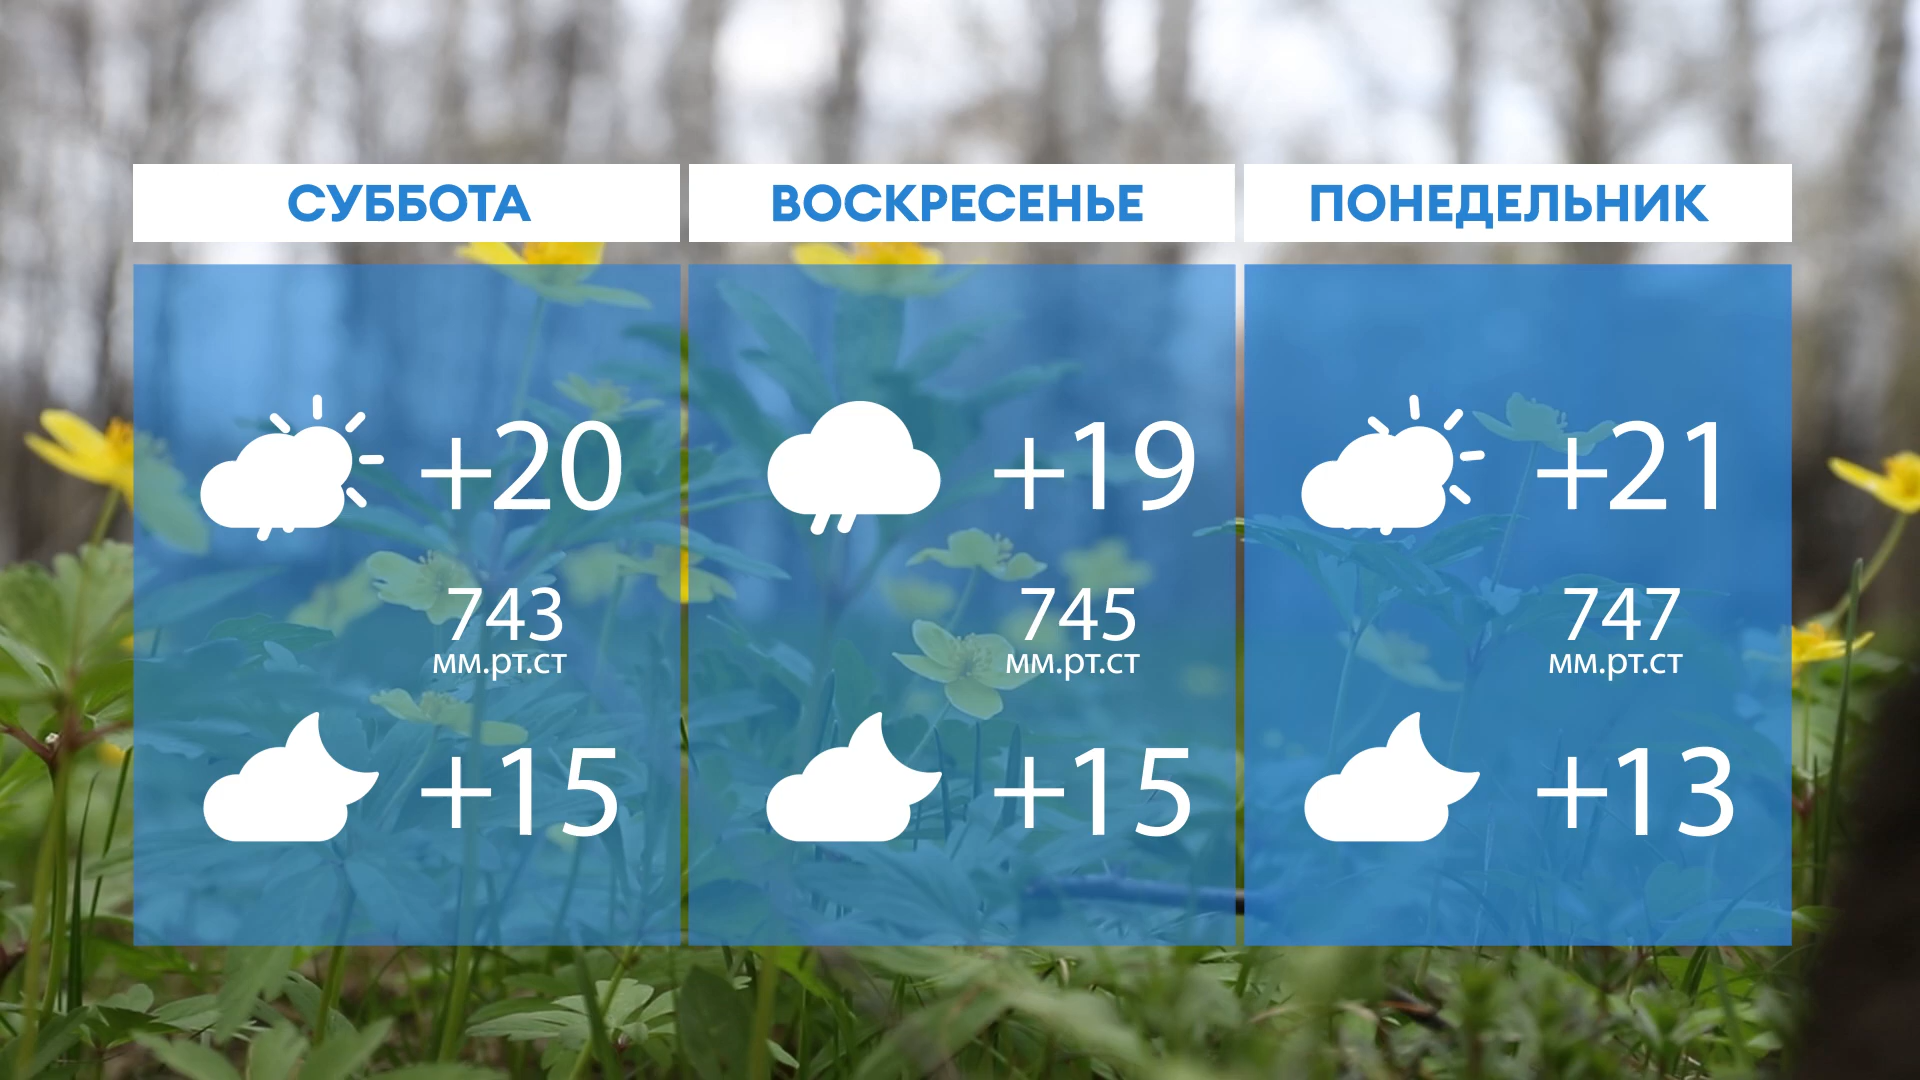 СУББОТА
ВОСКРЕСЕНЬЕ
ПОНЕДЕЛЬНИК
+20
+19
+21
743
мм.рт.ст
745
мм.рт.ст
747
мм.рт.ст
+15
+15
+13